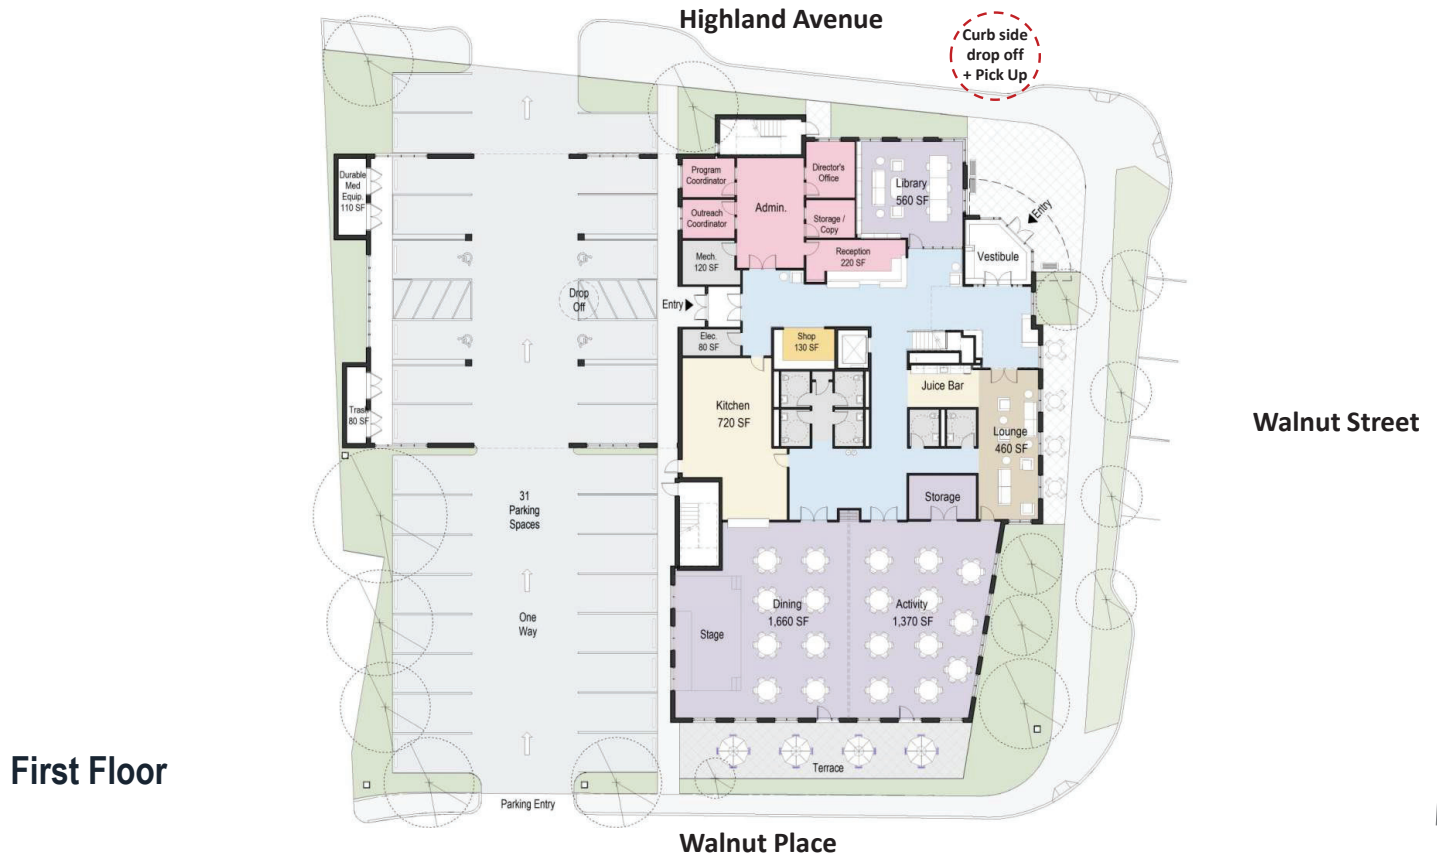 Highland Avenue
Curb side
drop off
+ Pick Up
Durable
Med
Equip.
110 SF
Program
Coordinator
Director's
Office
Library
560 SF
Admin.
Outreach
Coordinator
Storage /
Copy
Entry
Reception
220 SF
Mech.
120 SF
Vestibule
Drop
Off
Entry
Elec.
80 SF
Shop
130 SF
Juice Bar
Kitchen
720 SF
Trash
80 SF
Lounge
460 SF
Walnut Street
31
Parking
Spaces
Storage
One
Way
Stage
Dining
1,660 SF
Activity
1,370 SF
Terrace
First Floor
Parking Entry
Walnut Place